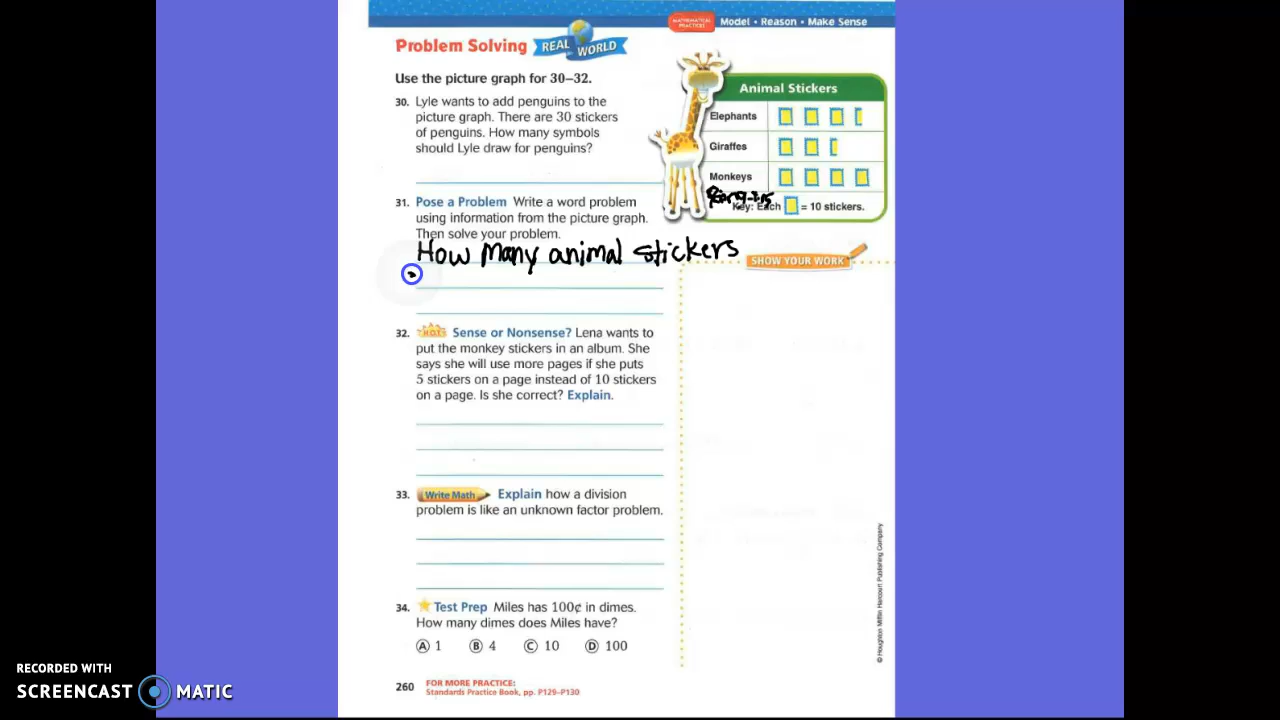 MATHEMATICAL PRACTICES Model • Reason • Make Sense
Problem Solving REAL WORLD
Use the picture graph for 30–32.
30. Lyle wants to add penguins to the
picture graph. There are 30 stickers
of penguins. How many symbols
should Lyle draw for penguins?
Animal Stickers
Elephants
Giraffes
Monkeys
Key: Each = 10 stickers.
31. Pose a Problem Write a word problem
using information from the picture graph.
Then solve your problem.
How Many animal stickers
SHOW YOUR WORK
32. H.O.T. Sense or Nonsense? Lena wants to
put the monkey stickers in an album. She
says she will use more pages if she puts
5 stickers on a page instead of 10 stickers
on a page. Is she correct? Explain.
33. Write Math Explain how a division
problem is like an unknown factor problem.
34. Test Prep Miles has 100¢ in dimes.
How many dimes does Miles have?
A 1 B 4 C 10 D 100
© Houghton Mifflin Harcourt Publishing Company
260 FOR MORE PRACTICE:
Standards Practice Book, pp. P129–P130
RECORDED WITH
SCREENCAST MATIC